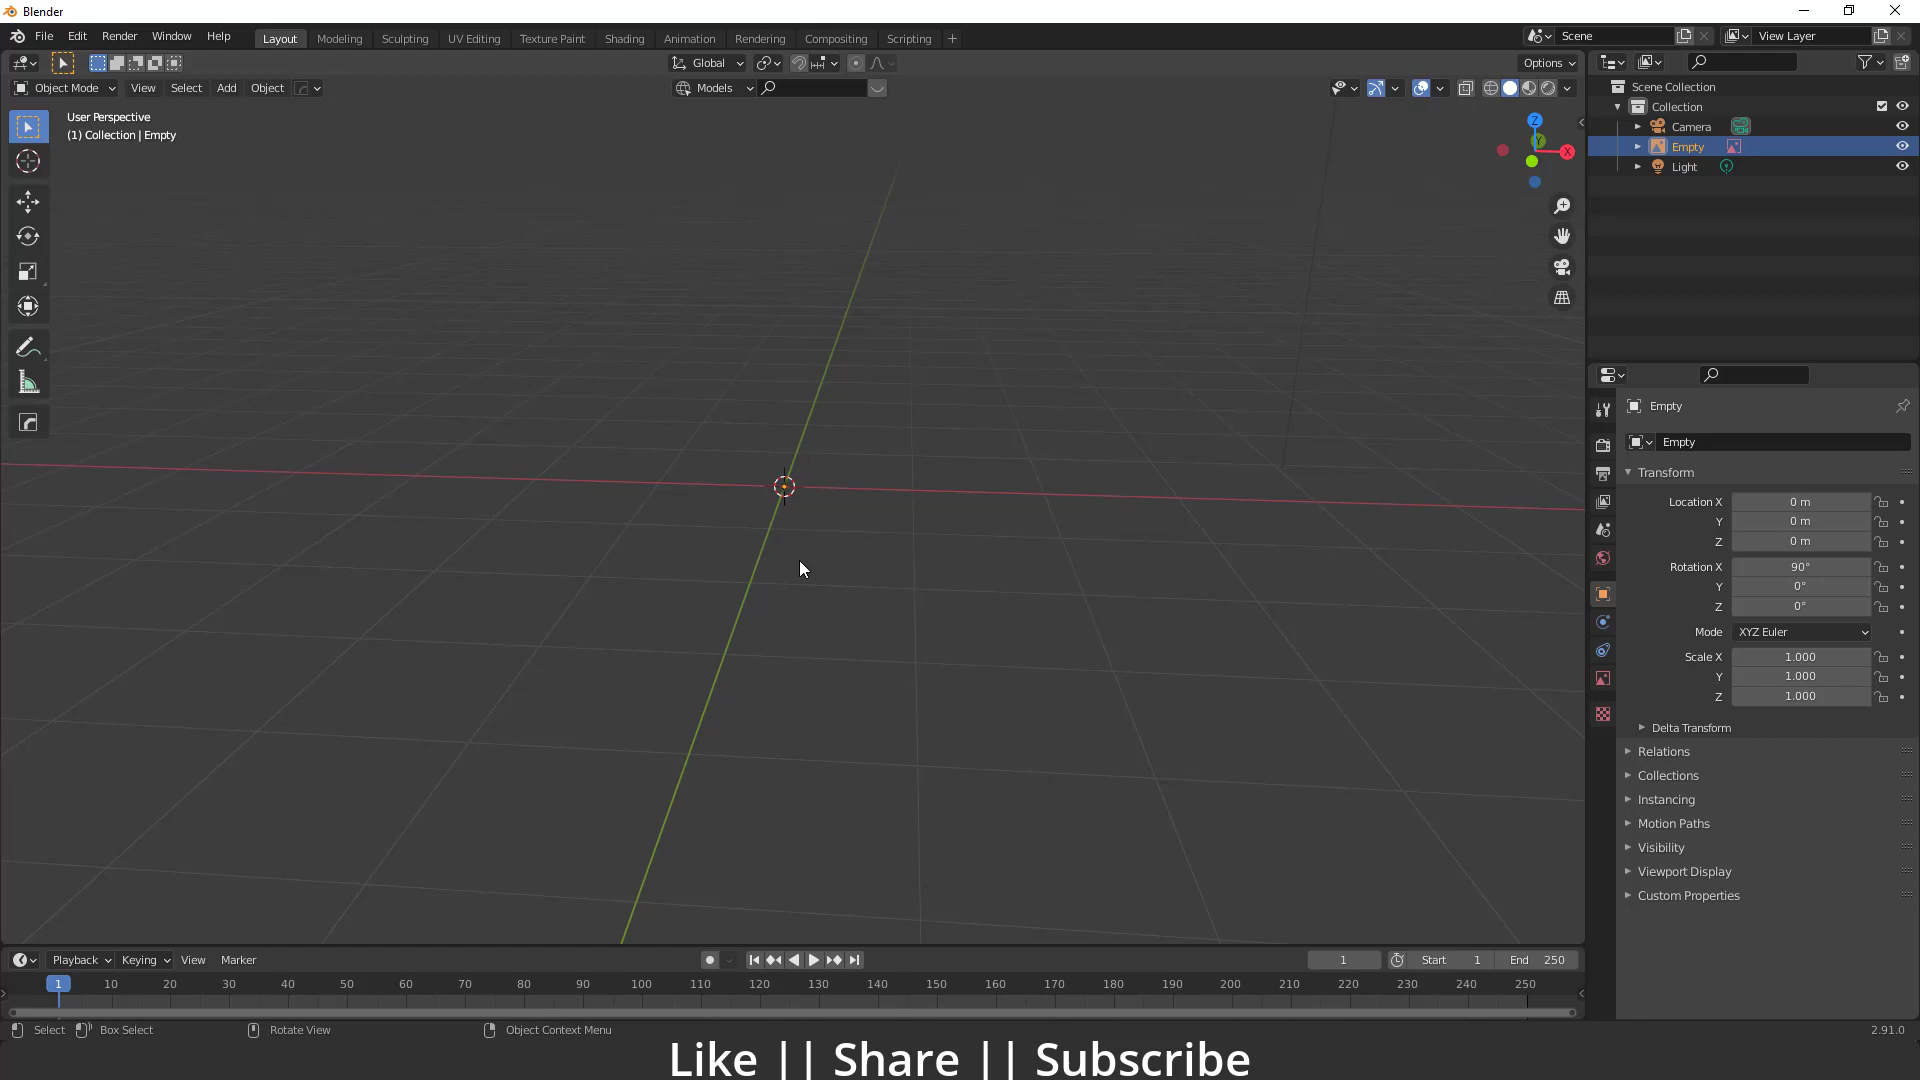 Blender
File Edit Render Window Help
Layout Modeling Sculpting UV Editing Texture Paint Shading Animation Rendering Compositing Scripting +
Scene
View Layer
Global
Options
Object Mode View Select Add Object
Models
User Perspective
(1) Collection | Empty
Z
Y
X
Scene Collection
Collection
Camera
Empty
Light
Empty
Empty
Transform
Location X 0 m
Y 0 m
Z 0 m
Rotation X 90°
Y 0°
Z 0°
Mode XYZ Euler
Scale X 1.000
Y 1.000
Z 1.000
Delta Transform
Relations
Collections
Instancing
Motion Paths
Visibility
Viewport Display
Custom Properties
Playback Keying View Marker
1 Start 1 End 250
1 10 20 30 40 50 60 70 80 90 100 110 120 130 140 150 160 170 180 190 200 210 220 230 240 250
Select Box Select Rotate View Object Context Menu 2.91.0
Like || Share || Subscribe